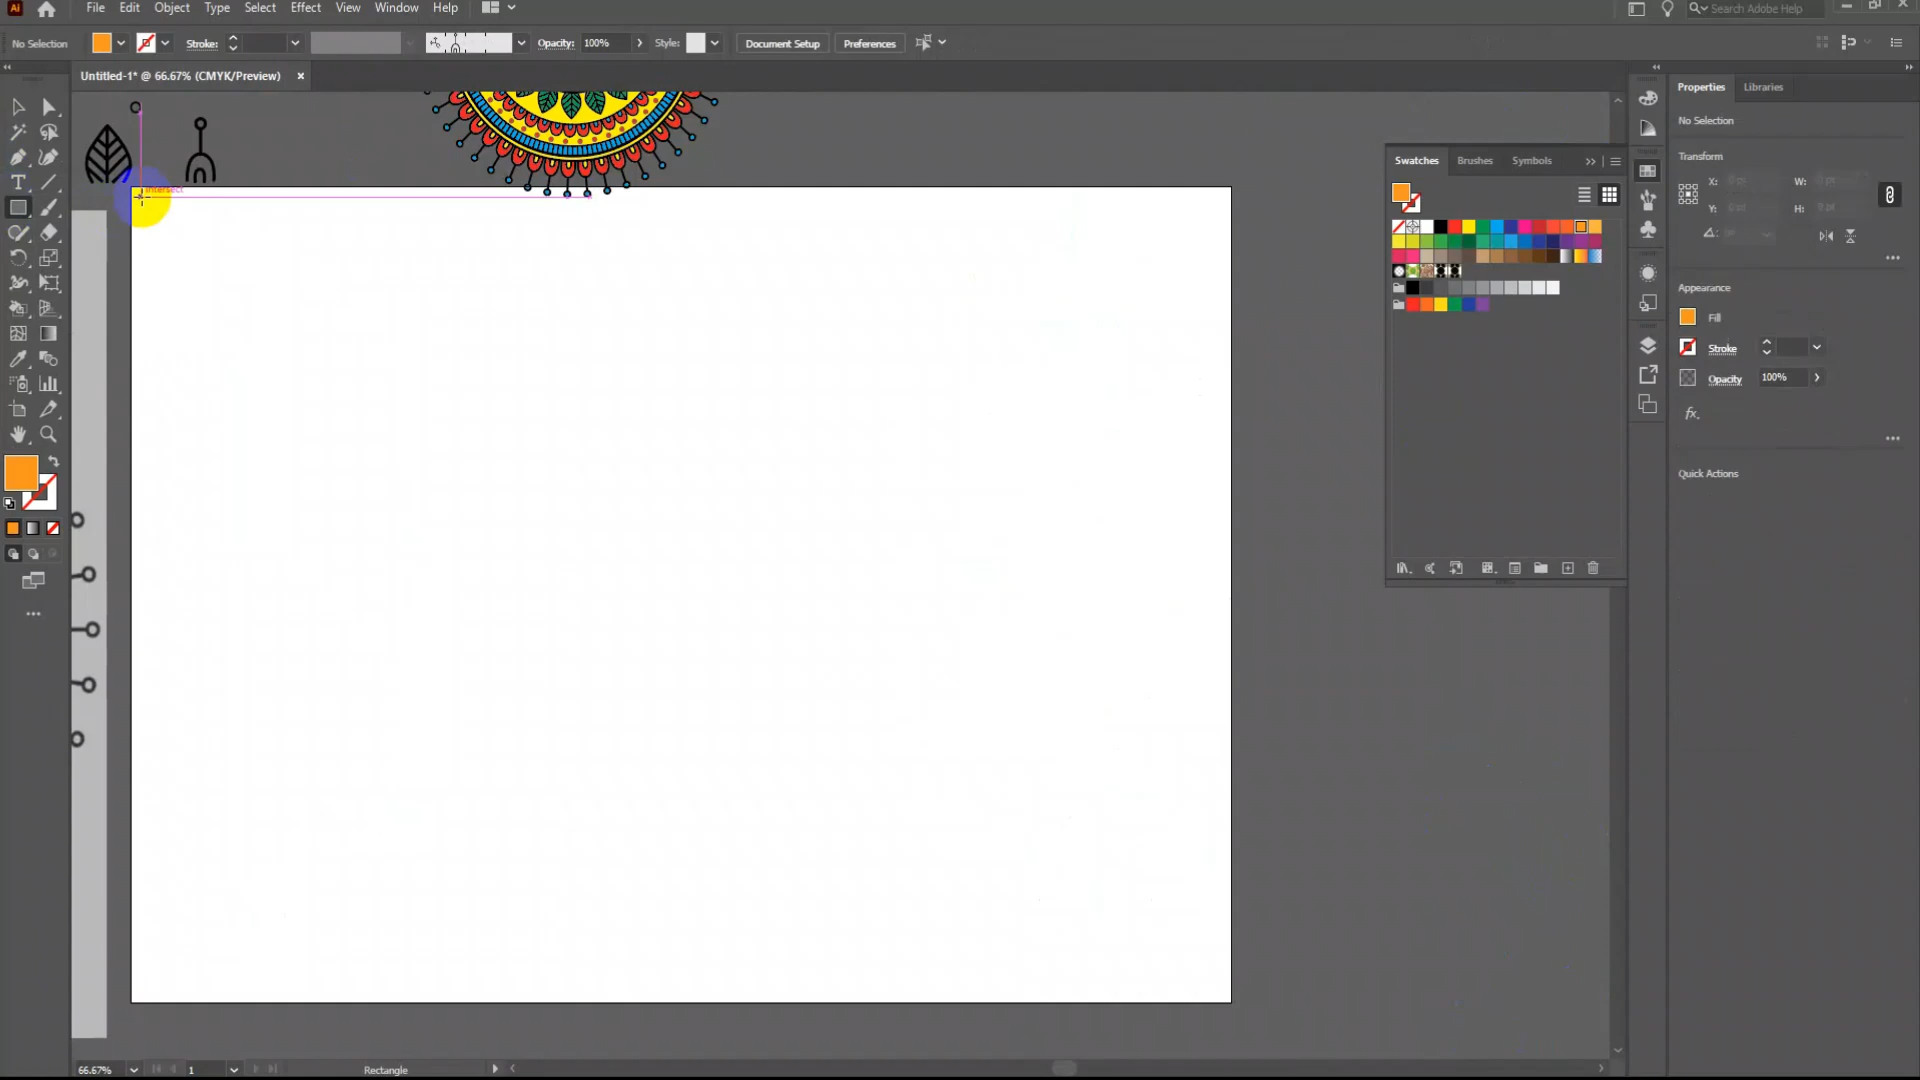 Ai File Edit Object Type Select Effect View Window Help Search Adobe Help
No Selection Stroke: Opacity: 100% Style: Document Setup Preferences
Untitled-1* @ 66.67% (CMYK/Preview) ×
Properties Libraries
No Selection
Transform
X: W:
Y: H:
Appearance
Fill
Stroke
Opacity 100%
fx.
Quick Actions
Swatches Brushes Symbols
intersect
66.67% 1 Rectangle